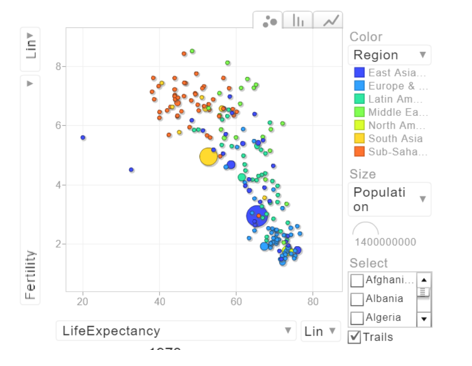 Color
Region
East Asia...
Europe & ...
Latin Am...
Middle Ea...
North Am...
South Asia
Sub-Saha...
Size
Populati
on
1400000000
Select
Afghani...
Albania
Algeria
Trails
Lin
Fertility
8
6
4
2
20
40
60
80
LifeExpectancy
Lin